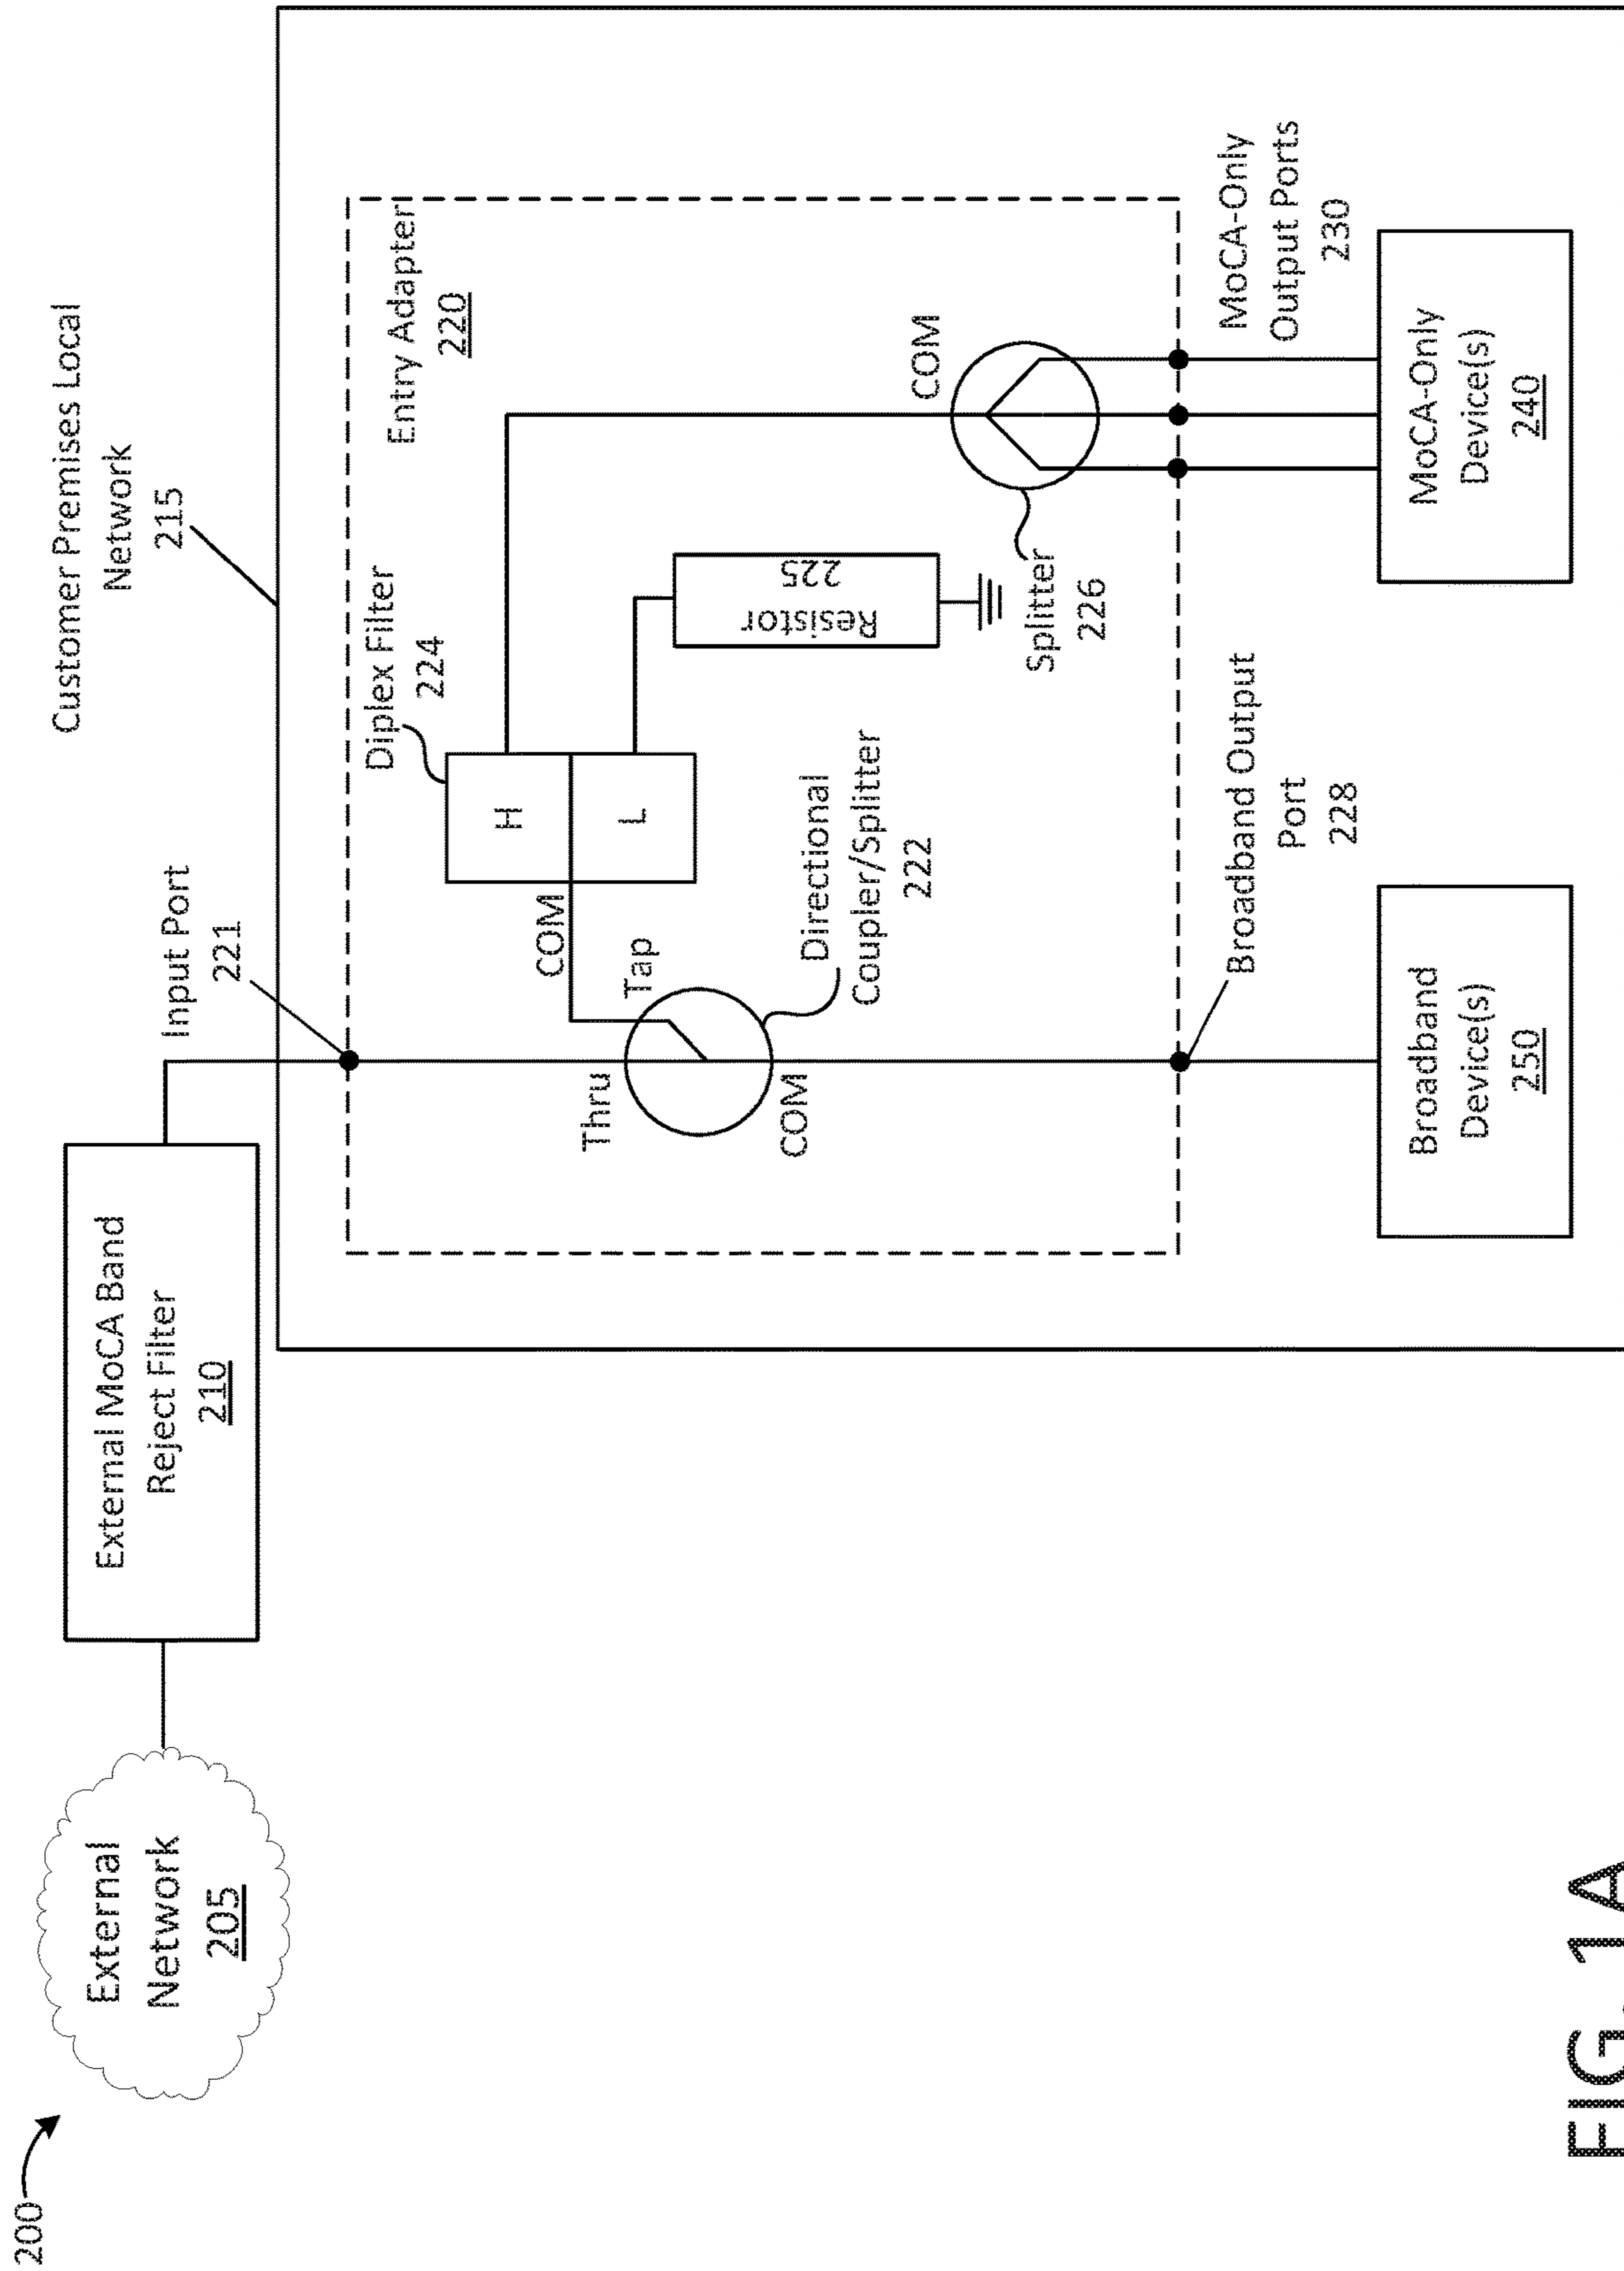 200
External
Network
205
External MoCA Band
Reject Filter
210
Input Port
221
Customer Premises Local
Network
215
Entry Adapter
220
Diplex Filter
224
H
L
COM
Tap
Thru
COM
Directional
Coupler/Splitter
222
Resistor
225
COM
Splitter
226
Broadband Output
Port
228
MoCA-Only
Output Ports
230
Broadband
Device(s)
250
MoCA-Only
Device(s)
240
FIG. 1A